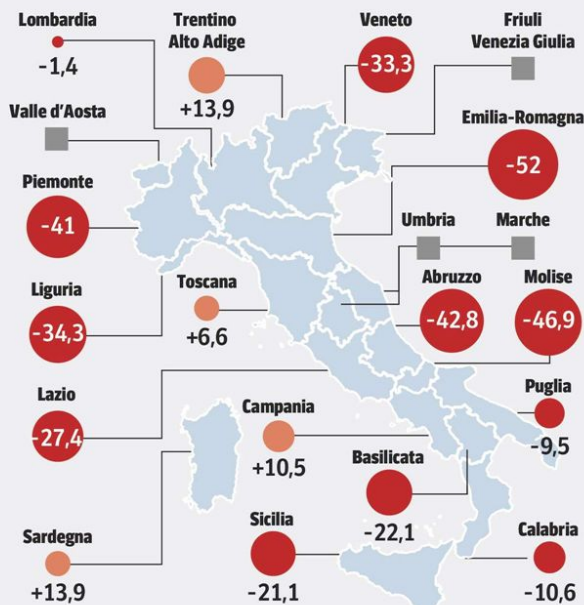 Lombardia
-1,4
Trentino
Alto Adige
+13,9
Veneto
-33,3
Friuli
Venezia Giulia
Valle d'Aosta
Emilia-Romagna
-52
Piemonte
-41
Umbria
Marche
Liguria
-34,3
Toscana
+6,6
Abruzzo
-42,8
Molise
-46,9
Lazio
-27,4
Campania
+10,5
Puglia
-9,5
Basilicata
-22,1
Sardegna
+13,9
Sicilia
-21,1
Calabria
-10,6